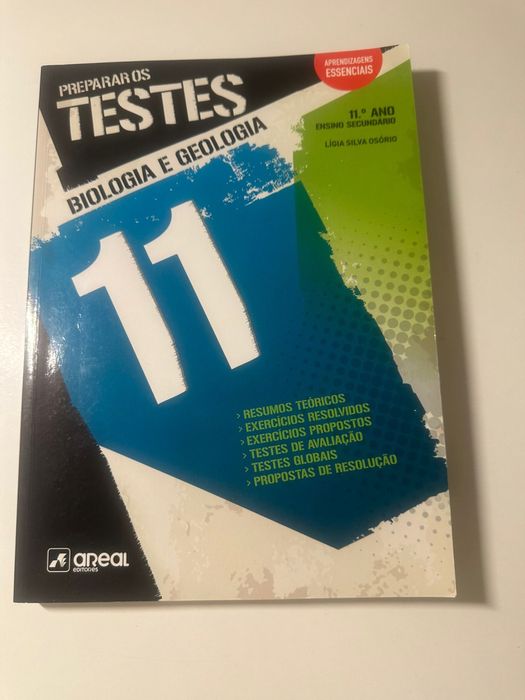 PREPARAR OS
TESTES
BIOLOGIA E GEOLOGIA
APRENDIZAGENS
ESSENCIAIS
11.º ANO
ENSINO SECUNDÁRIO
LÍGIA SILVA OSÓRIO
11
> RESUMOS TEÓRICOS
> EXERCÍCIOS RESOLVIDOS
> EXERCÍCIOS PROPOSTOS
> TESTES DE AVALIAÇÃO
> TESTES GLOBAIS
> PROPOSTAS DE RESOLUÇÃO
areal
EDITORES